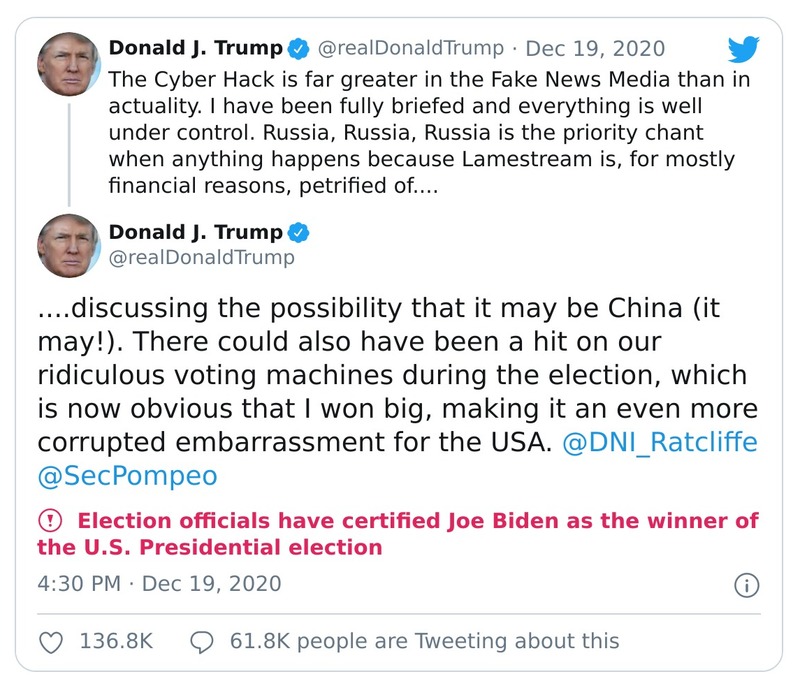 Donald J. Trump @realDonaldTrump · Dec 19, 2020
The Cyber Hack is far greater in the Fake News Media than in
actuality. I have been fully briefed and everything is well
under control. Russia, Russia, Russia is the priority chant
when anything happens because Lamestream is, for mostly
financial reasons, petrified of....
Donald J. Trump
@realDonaldTrump
....discussing the possibility that it may be China (it
may!). There could also have been a hit on our
ridiculous voting machines during the election, which
is now obvious that I won big, making it an even more
corrupted embarrassment for the USA. @DNI_Ratcliffe
@SecPompeo
Election officials have certified Joe Biden as the winner of
the U.S. Presidential election
4:30 PM · Dec 19, 2020
136.8K 61.8K people are Tweeting about this